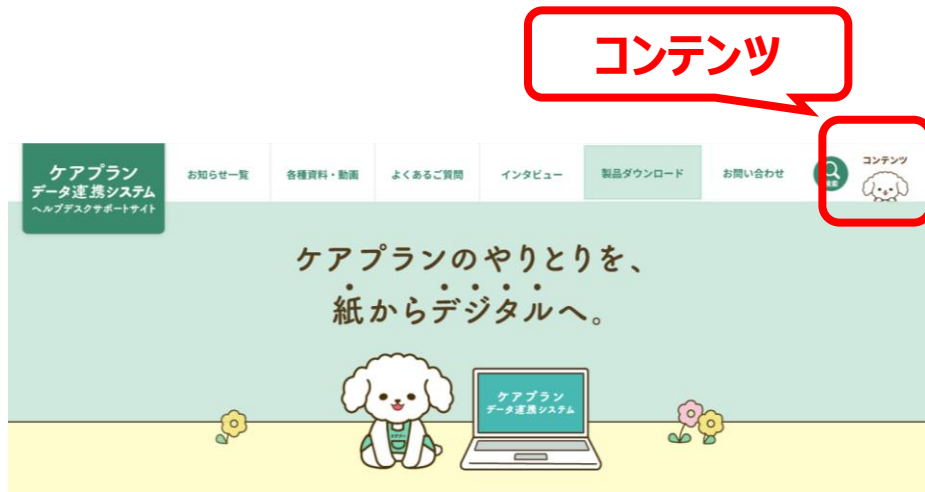 コンテンツ
ケアプラン
データ連携システム
ヘルプデスクサポートサイト
お知らせ一覧
各種資料・動画
よくあるご質問
インタビュー
製品ダウンロード
お問い合わせ
検索
コンテンツ
ケアプランのやりとりを、
紙からデジタルへ。
ケアプラン
データ連携システム